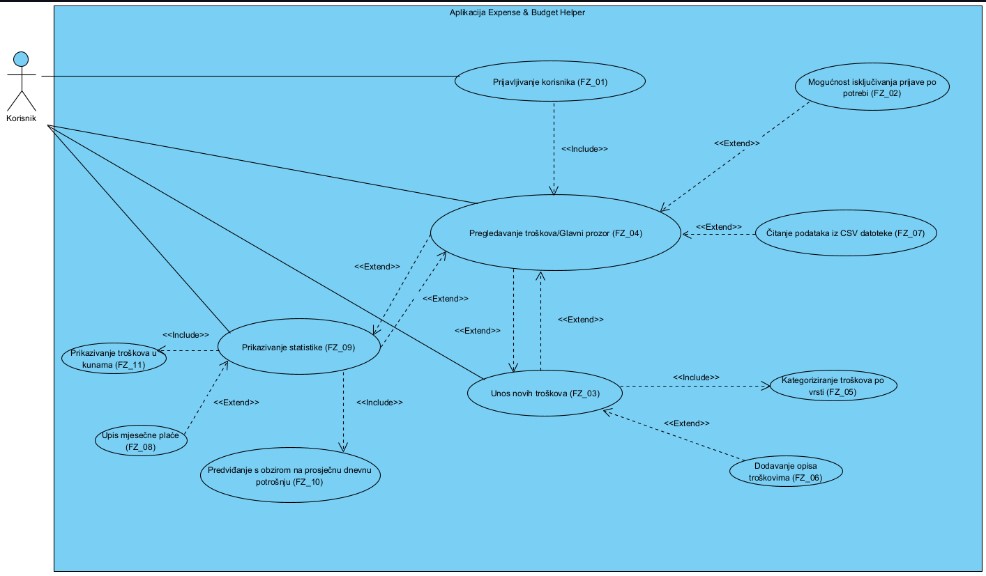 Aplikacija Expense & Budget Helper
Korisnik
Prijavljivanje korisnika (FZ_01)
Mogućnost isključivanja prijave po
potrebi (FZ_02)
<<Include>>
<<Extend>>
Pregledavanje troškova/Glavni prozor (FZ_04)
<<Extend>>
Čitanje podataka iz CSV datoteke (FZ_07)
<<Extend>>
<<Extend>>
<<Extend>>
<<Extend>>
<<Include>>
Prikazivanje statistike (FZ_09)
Prikazivanje troškova u
kunama (FZ_11)
<<Include>>
Kategoriziranje troškova po
vrsti (FZ_05)
Unos novih troškova (FZ_03)
<<Extend>>
<<Include>>
<<Extend>>
Upis mjesečne plaće
(FZ_08)
Predviđanje s obzirom na prosječnu dnevnu
potrošnju (FZ_10)
Dodavanje opisa
troškovima (FZ_06)